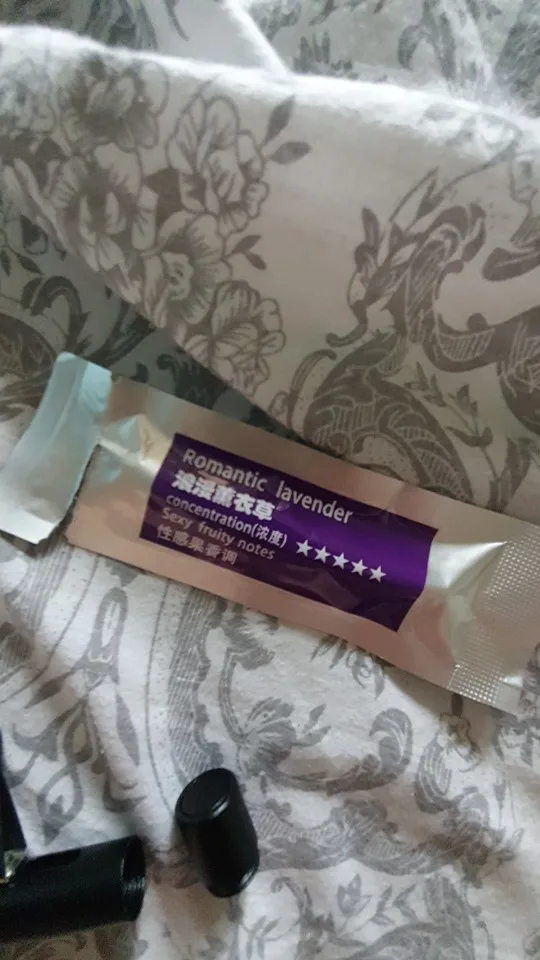 Romantic lavender
浪漫薰衣草
concentration(浓度)
★★★★★
Sexy fruity notes
性感果香调